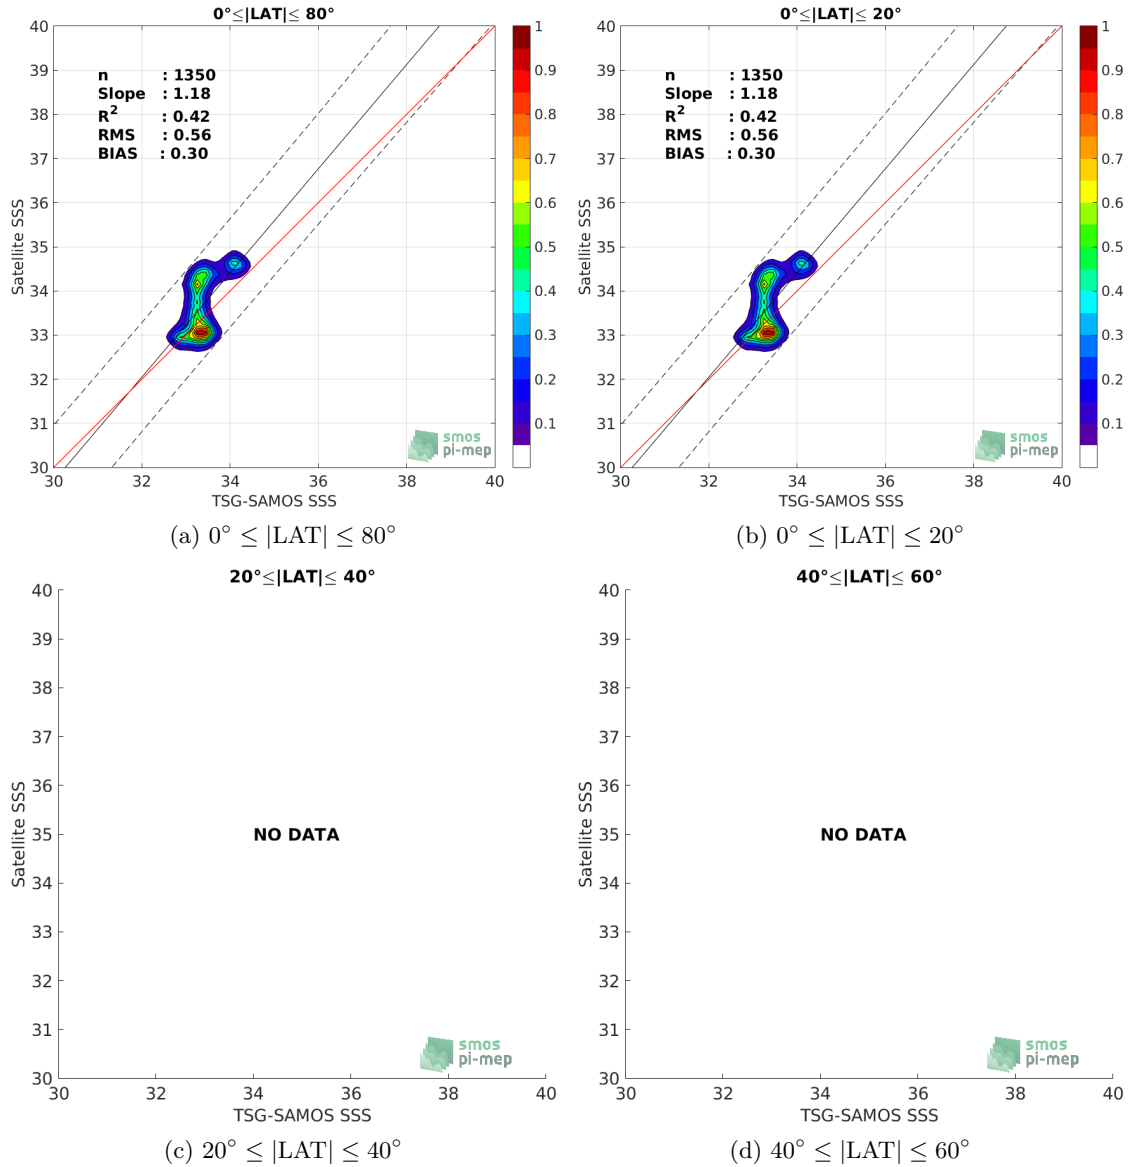 0°≤|LAT|≤ 80°
40
39
38
37
36
35
34
33
32
31
30
Satellite SSS
n : 1350
Slope : 1.18
R² : 0.42
RMS : 0.56
BIAS : 0.30
smos
pi-mep
30 32 34 36 38 40
TSG-SAMOS SSS
1
0.9
0.8
0.7
0.6
0.5
0.4
0.3
0.2
0.1
(a) 0° ≤ |LAT| ≤ 80°
0°≤|LAT|≤ 20°
40
39
38
37
36
35
34
33
32
31
30
Satellite SSS
n : 1350
Slope : 1.18
R² : 0.42
RMS : 0.56
BIAS : 0.30
smos
pi-mep
30 32 34 36 38 40
TSG-SAMOS SSS
1
0.9
0.8
0.7
0.6
0.5
0.4
0.3
0.2
0.1
(b) 0° ≤ |LAT| ≤ 20°
20°≤|LAT|≤ 40°
40
39
38
37
36
35
34
33
32
31
30
Satellite SSS
NO DATA
smos
pi-mep
30 32 34 36 38 40
TSG-SAMOS SSS
(c) 20° ≤ |LAT| ≤ 40°
40°≤|LAT|≤ 60°
40
39
38
37
36
35
34
33
32
31
30
Satellite SSS
NO DATA
smos
pi-mep
30 32 34 36 38 40
TSG-SAMOS SSS
(d) 40° ≤ |LAT| ≤ 60°